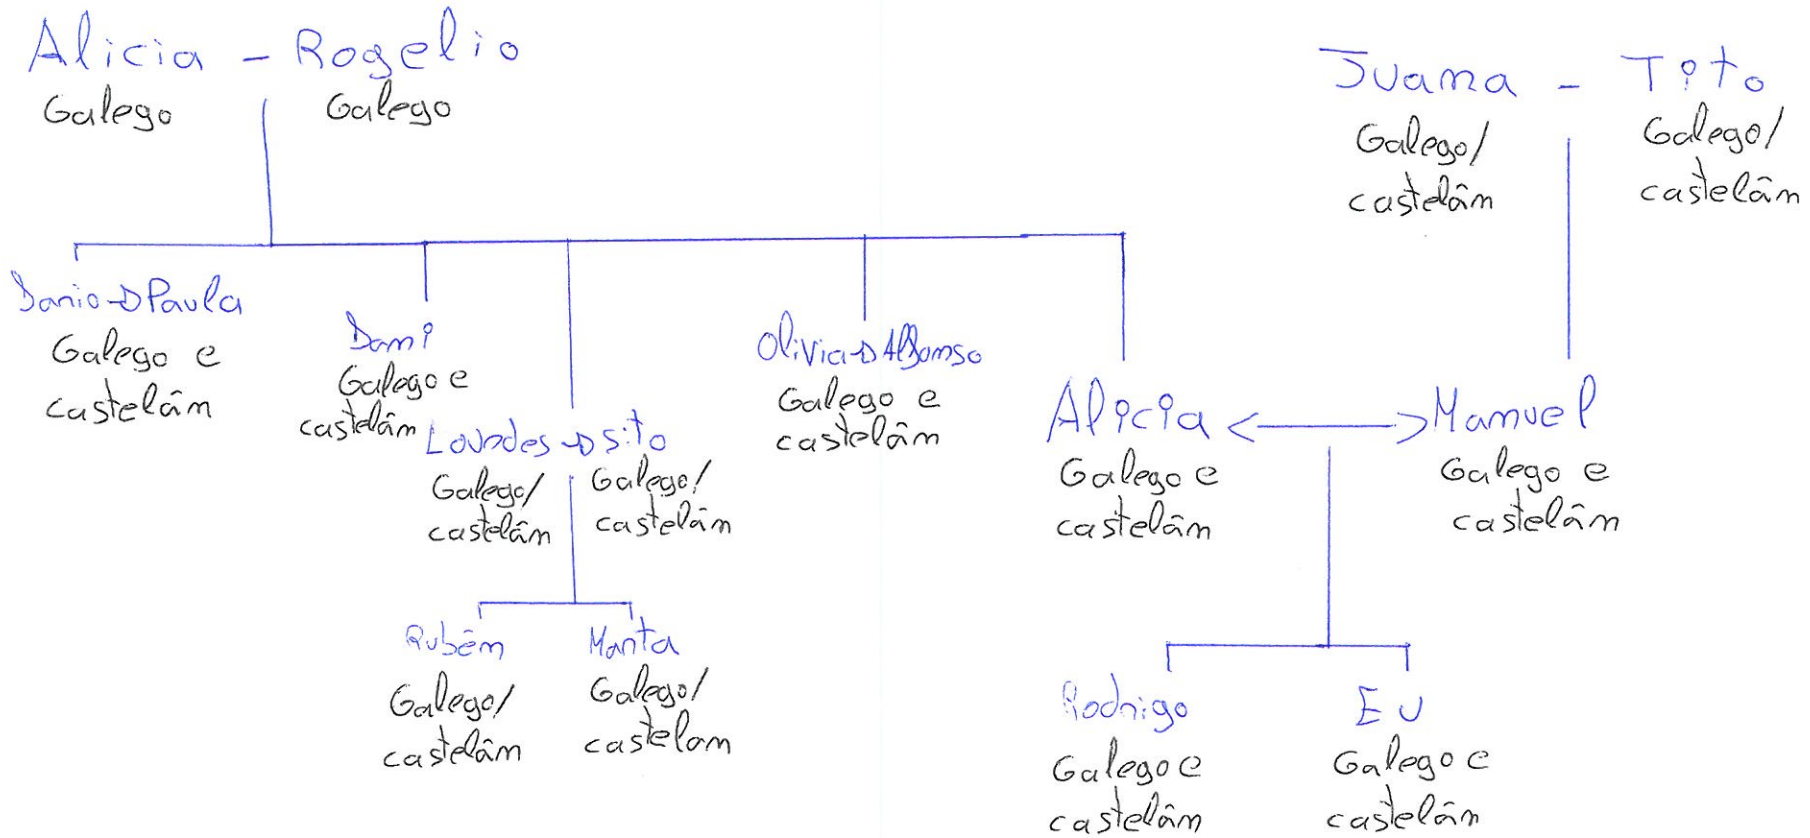 Alicia - Rogelio
Galego
Galego
Juana - Tito
Galego/
castelán
Galego/
castelán
Dario → Paula
Galego e
castelán
Dani
Galego e
castelán
Lourdes → Sito
Galego/
castelán
Galego/
castelán
Rubén
Galego/
castelán
Marta
Galego/
castelan
Olivia → Alfonso
Galego e
castelán
Alicia <-> Manuel
Galego e
castelán
Galego e
castelán
Rodrigo
Galego e
castelán
Eu
Galego e
castelán